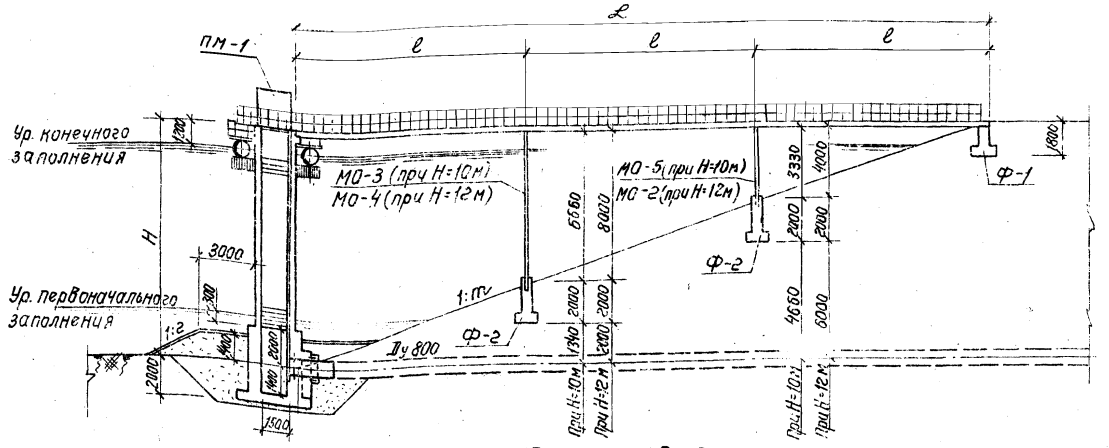 L
ПМ-1
l
l
l
1200
Ур. конечного
заполнения
МО-3 (при Н=10м)
МО-4 (при Н=12м)
МО-5 (при Н=10м)
МО-2 (при Н=12м)
3330
4000
1800
Ф-1
Н
6660
8000
3000
2000
2000
Ф-2
Ур. первоначального
заполнения
300
1:2
1:m
2000
2000
4660
6000
Ф-2
1400
2600
Ду 800
1340
2000
2000
1400
1500
При Н=10м
При Н=12м
При Н=10м
При Н=12м